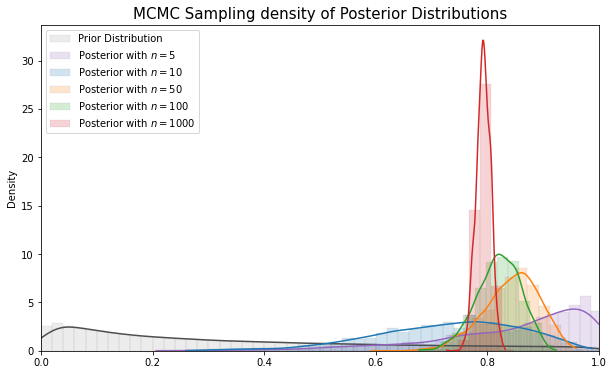 MCMC Sampling density of Posterior Distributions
Prior Distribution
Posterior with n = 5
Posterior with n = 10
Posterior with n = 50
Posterior with n = 100
Posterior with n = 1000
Density
30
25
20
15
10
5
0
0.0 0.2 0.4 0.6 0.8 1.0